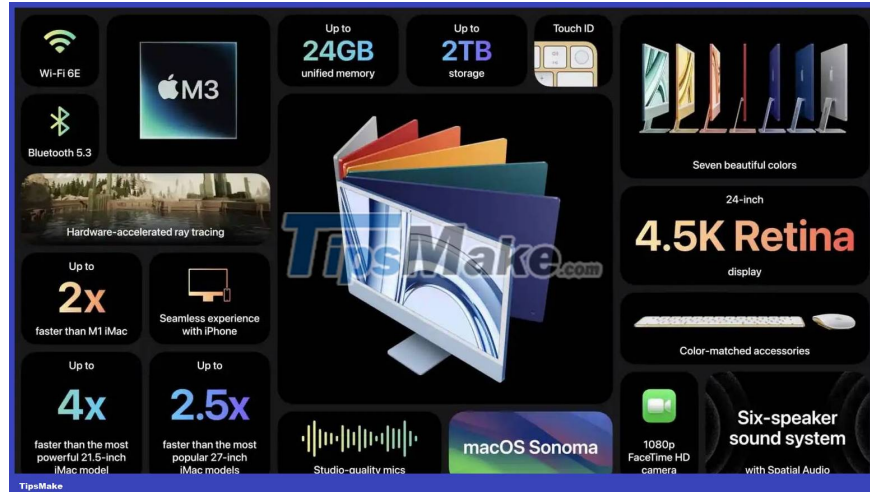 Wi-Fi 6E
M3
Up to
24GB
unified memory
Up to
2TB
storage
Touch ID
Bluetooth 5.3
Seven beautiful colors
Hardware-accelerated ray tracing
TipsMake.com
24-inch
4.5K Retina
display
Up to
2x
faster than M1 iMac
Seamless experience
with iPhone
Color-matched accessories
Up to
4x
faster than the most
powerful 21.5-inch
iMac model
Up to
2.5x
faster than the most
popular 27-inch
iMac models
Studio-quality mics
macOS Sonoma
1080p
FaceTime HD
camera
Six-speaker
sound system
with Spatial Audio
TipsMake